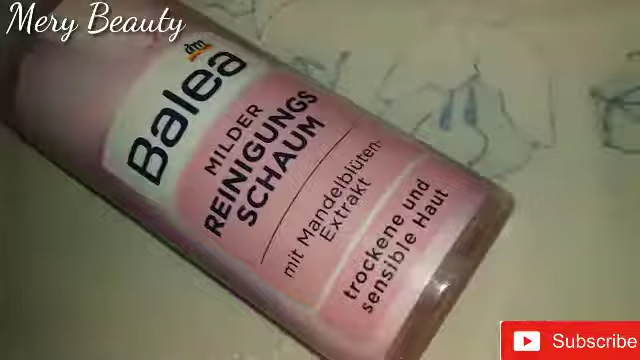 Mery Beauty
dm
Balea
MILDER
REINIGUNGS
SCHAUM
mit Mandelblüten-
Extrakt
trockene und
sensible Haut
Subscribe